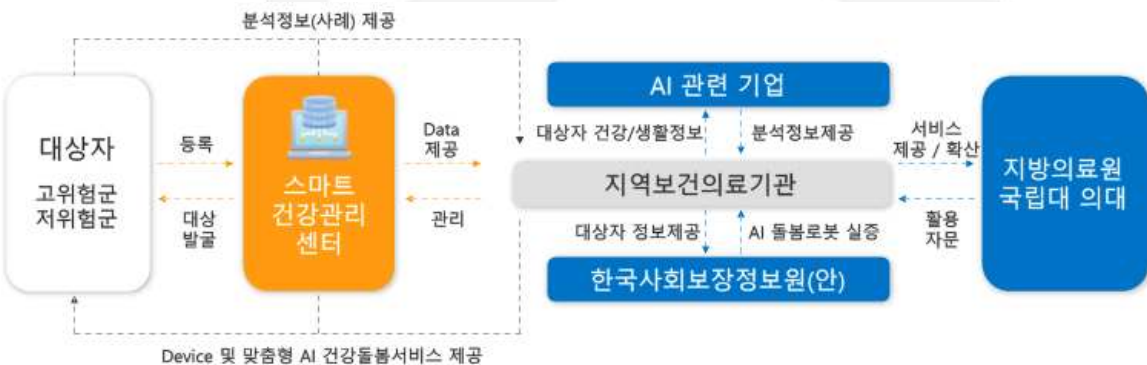 분석정보(사례) 제공
대상자
고위험군
저위험군
등록
대상
발굴
스마트
건강관리
센터
Data
제공
관리
AI 관련 기업
대상자 건강/생활정보
분석정보제공
지역보건의료기관
대상자 정보제공
AI 돌봄로봇 실증
한국사회보장정보원(안)
서비스
제공 / 확산
활용
자문
지방의료원
국립대 의대
Device 및 맞춤형 AI 건강돌봄서비스 제공